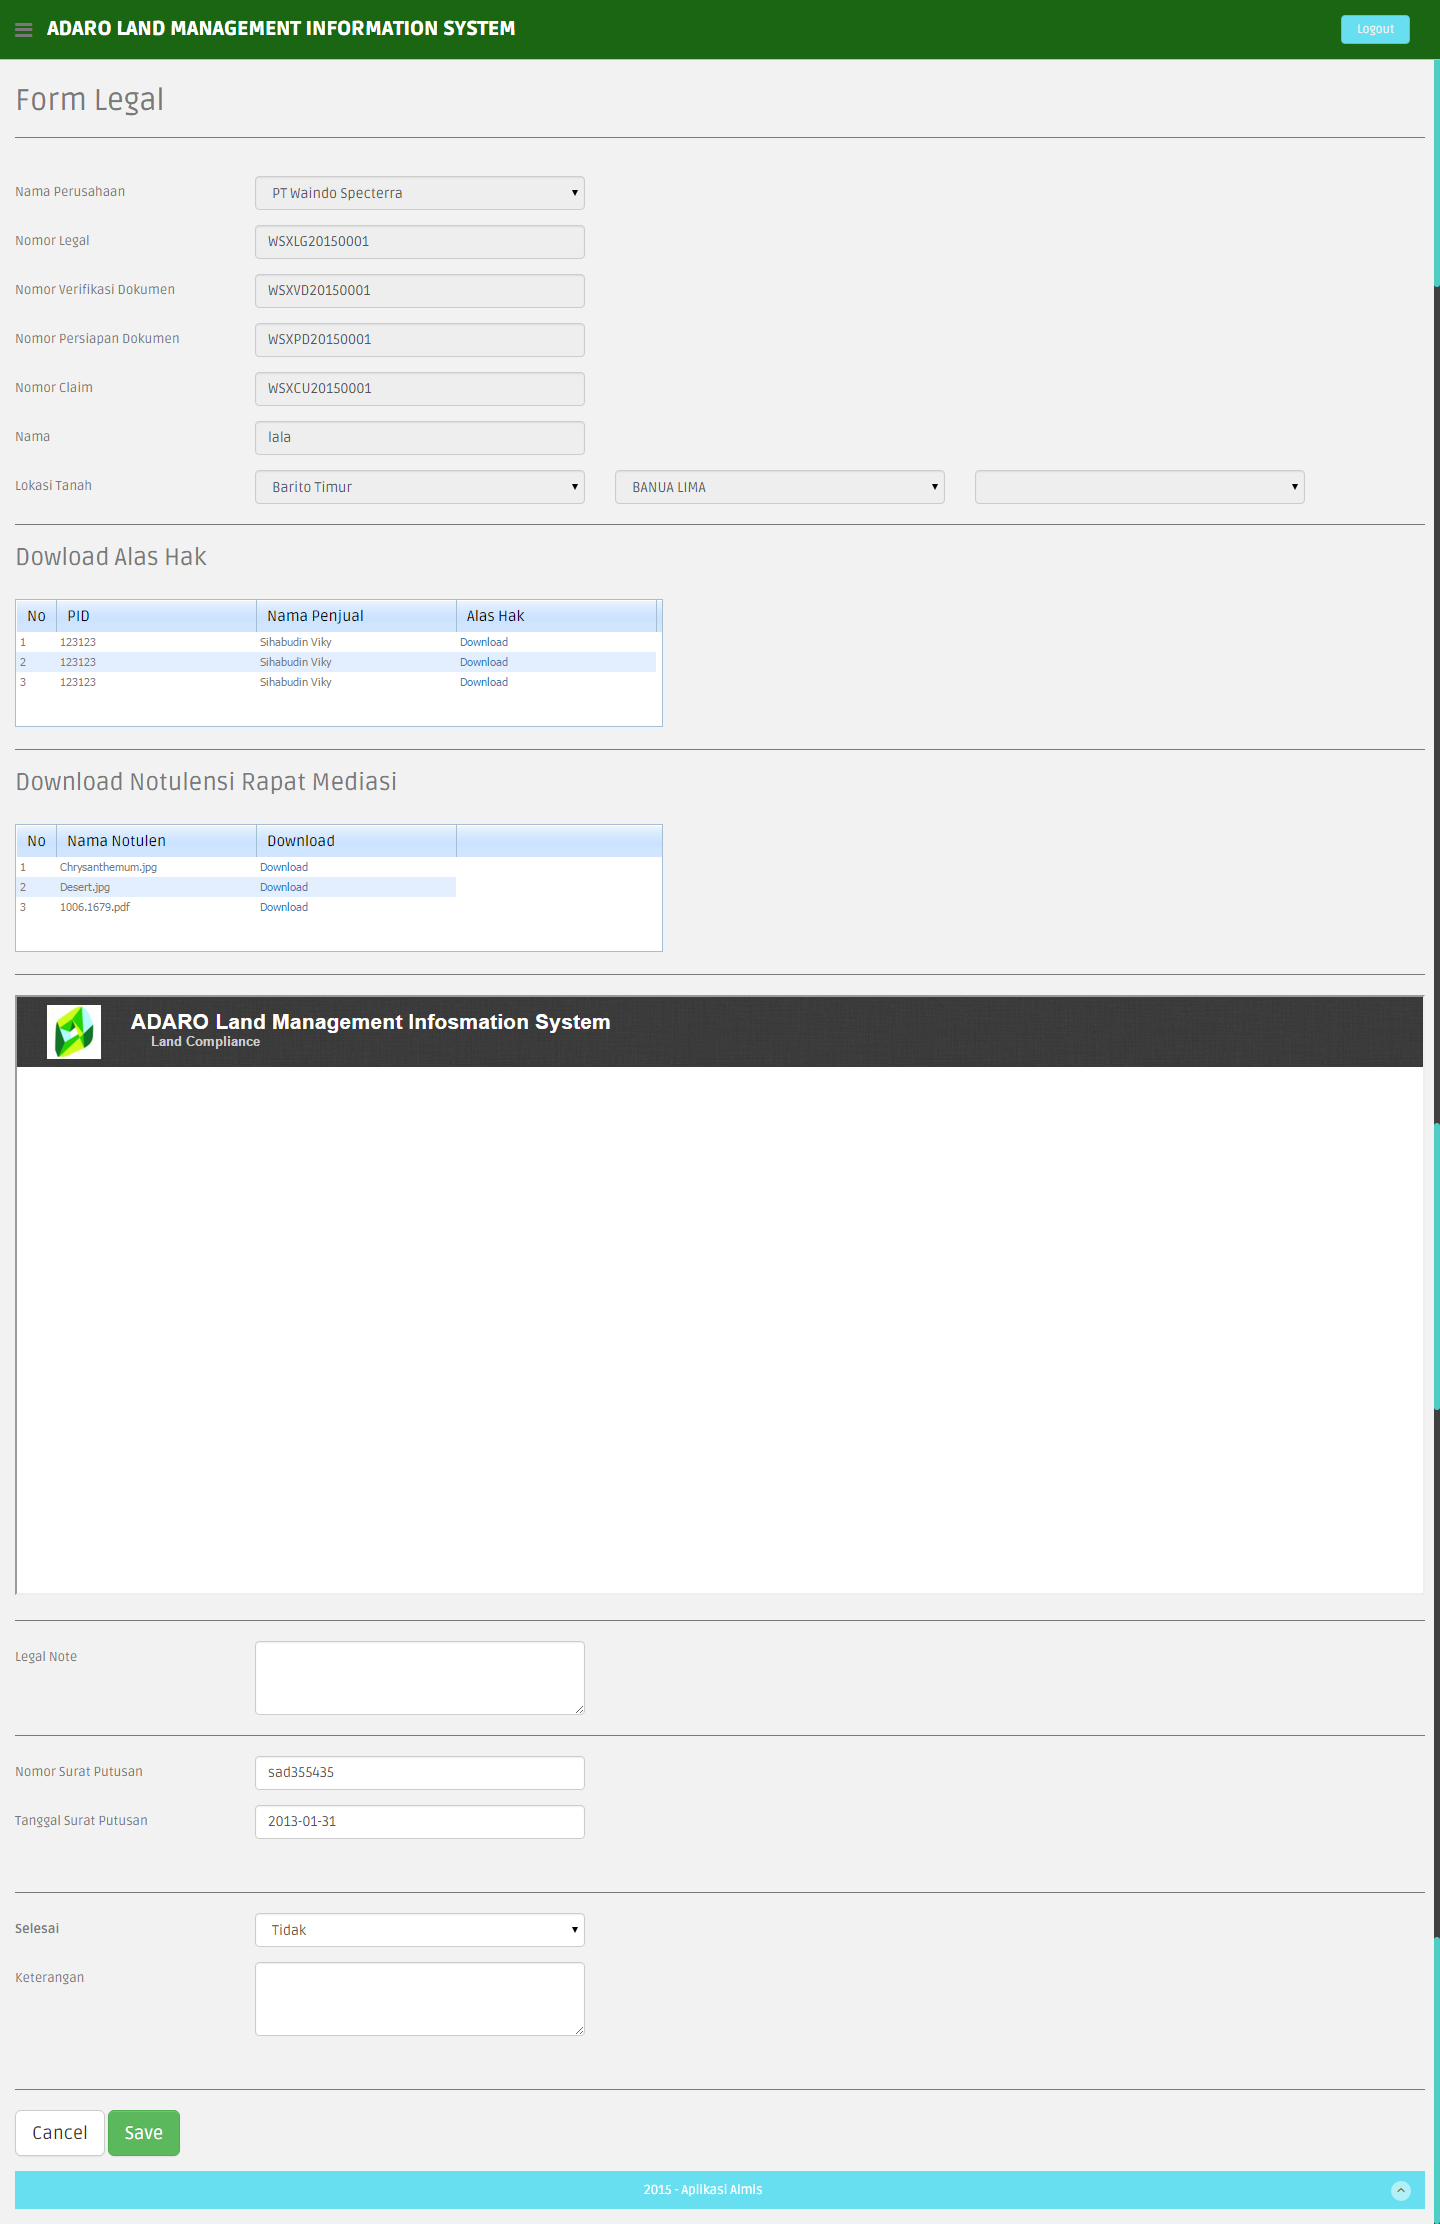 ADARO LAND MANAGEMENT INFORMATION SYSTEM Logout
Form Legal
Nama Perusahaan PT Waindo Specterra
Nomor Legal WSXLG20150001
Nomor Verifikasi Dokumen WSXVD20150001
Nomor Persiapan Dokumen WSXPD20150001
Nomor Claim WSXCU20150001
Nama lala
Lokasi Tanah Barito Timur BANUA LIMA
Dowload Alas Hak
No PID Nama Penjual Alas Hak
1 123123 Sihabudin Viky Download
2 123123 Sihabudin Viky Download
3 123123 Sihabudin Viky Download
Download Notulensi Rapat Mediasi
No Nama Notulen Download
1 Chrysanthemum.jpg Download
2 Desert.jpg Download
3 1006.1679.pdf Download
ADARO Land Management Infosmation System
Land Compliance
Legal Note
Nomor Surat Putusan sad355435
Tanggal Surat Putusan 2013-01-31
Selesai Tidak
Keterangan
Cancel Save
2015 - Aplikasi Almis